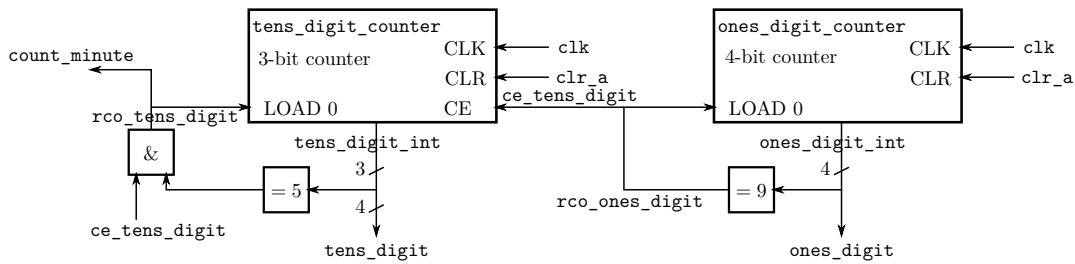 tens_digit_counter
3-bit counter
CLK
CLR
LOAD 0
CE
clk
clr_a
ce_tens_digit
ones_digit_counter
4-bit counter
CLK
CLR
LOAD 0
clk
clr_a
count_minute
rco_tens_digit
&
ce_tens_digit
= 5
tens_digit_int
3
4
tens_digit
rco_ones_digit
= 9
ones_digit_int
4
ones_digit